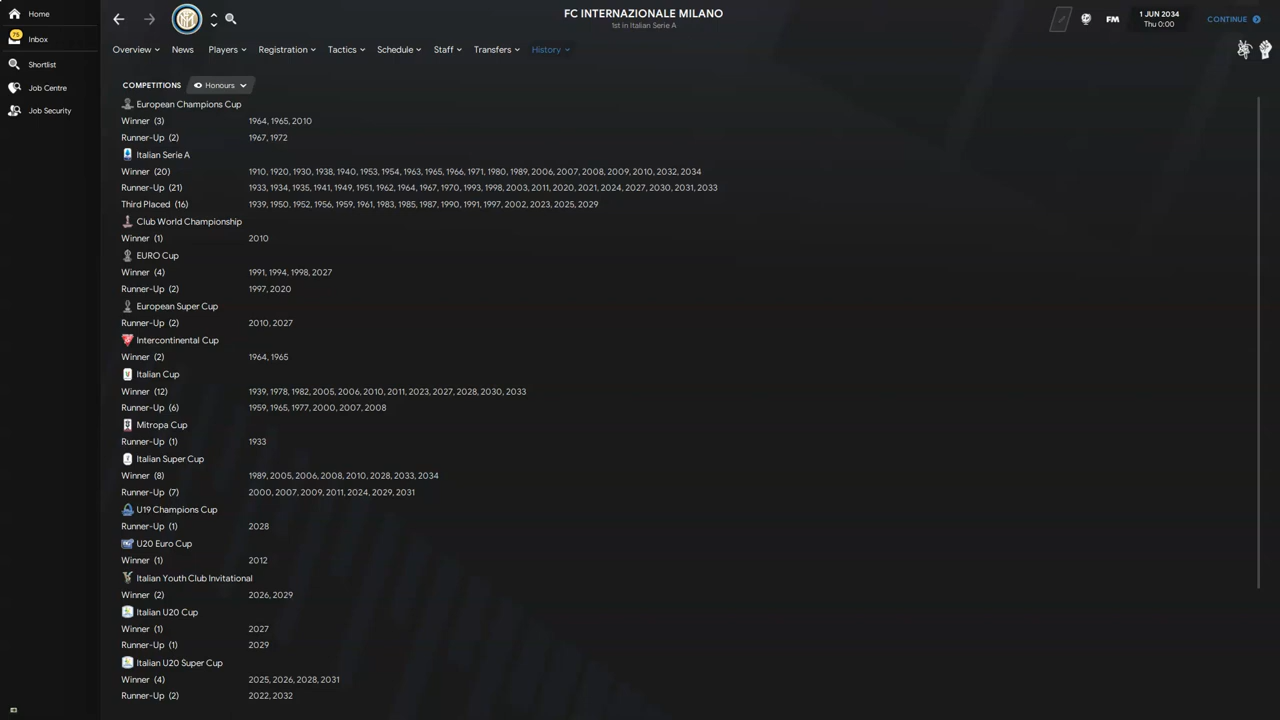 Home
FC INTERNAZIONALE MILANO
1st in Italian Serie A
FM
1 JUN 2034
Thu 0:00
CONTINUE
75
Inbox
Overview News Players Registration Tactics Schedule Staff Transfers History
Shortlist
Job Centre
Job Security
COMPETITIONS Honours
European Champions Cup
Winner (3) 1964, 1965, 2010
Runner-Up (2) 1967, 1972
Italian Serie A
Winner (20) 1910, 1920, 1930, 1938, 1940, 1953, 1954, 1963, 1965, 1966, 1971, 1980, 1989, 2006, 2007, 2008, 2009, 2010, 2032, 2034
Runner-Up (21) 1933, 1934, 1935, 1941, 1949, 1951, 1962, 1964, 1967, 1970, 1993, 1998, 2003, 2011, 2020, 2021, 2024, 2027, 2030, 2031, 2033
Third Placed (16) 1939, 1950, 1952, 1956, 1959, 1961, 1983, 1985, 1987, 1990, 1991, 1997, 2002, 2023, 2025, 2029
Club World Championship
Winner (1) 2010
EURO Cup
Winner (4) 1991, 1994, 1998, 2027
Runner-Up (2) 1997, 2020
European Super Cup
Runner-Up (2) 2010, 2027
Intercontinental Cup
Winner (2) 1964, 1965
Italian Cup
Winner (12) 1939, 1978, 1982, 2005, 2006, 2010, 2011, 2023, 2027, 2028, 2030, 2033
Runner-Up (6) 1959, 1965, 1977, 2000, 2007, 2008
Mitropa Cup
Runner-Up (1) 1933
Italian Super Cup
Winner (8) 1989, 2005, 2006, 2008, 2010, 2028, 2033, 2034
Runner-Up (7) 2000, 2007, 2009, 2011, 2024, 2029, 2031
U19 Champions Cup
Runner-Up (1) 2028
U20 Euro Cup
Winner (1) 2012
Italian Youth Club Invitational
Winner (2) 2026, 2029
Italian U20 Cup
Winner (1) 2027
Runner-Up (1) 2029
Italian U20 Super Cup
Winner (4) 2025, 2026, 2028, 2031
Runner-Up (2) 2022, 2032